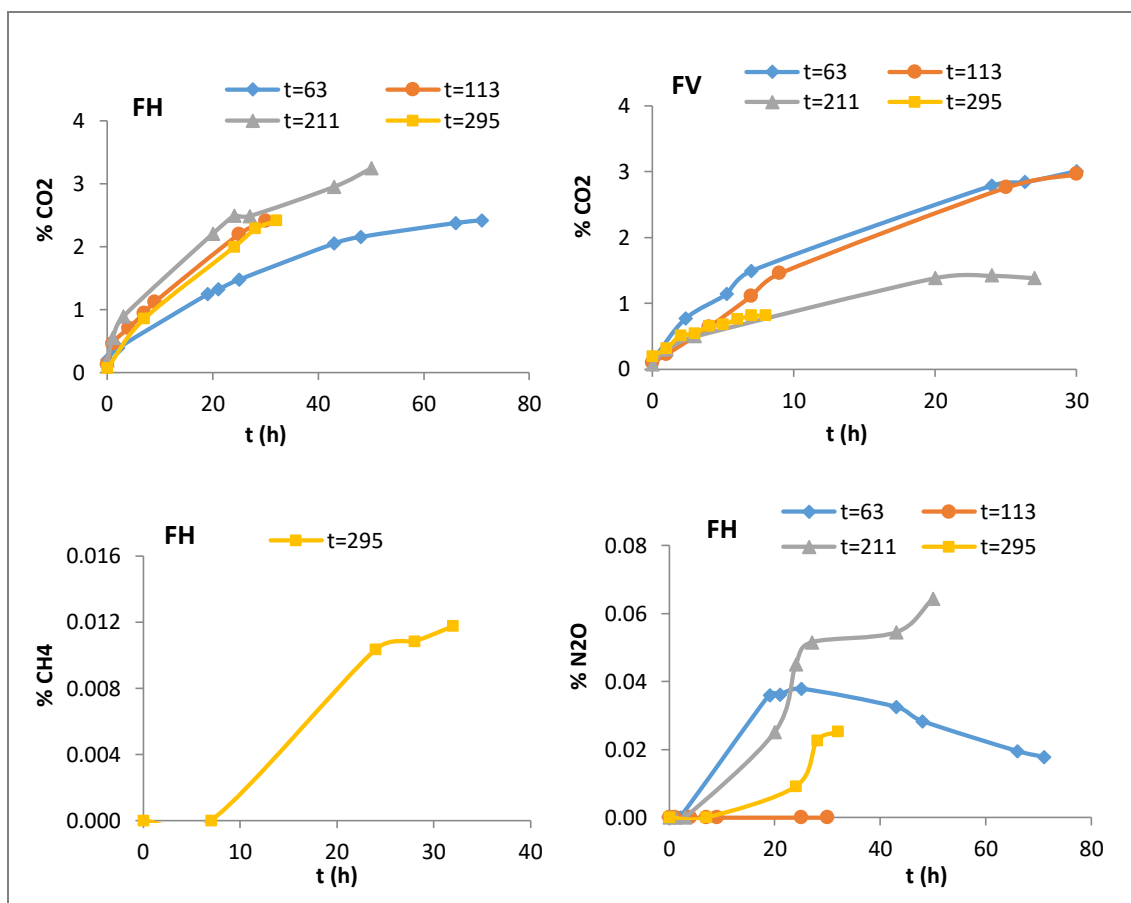 FH
t=63
t=113
t=211
t=295
% CO2
4
3
2
1
0
0
20
40
60
80
t (h)
FV
t=63
t=113
t=211
t=295
% CO2
4
3
2
1
0
0
10
20
30
t (h)
FH
t=295
% CH4
0.016
0.012
0.008
0.004
0.000
0
10
20
30
40
t (h)
FH
t=63
t=113
t=211
t=295
% N2O
0.08
0.06
0.04
0.02
0.00
0
20
40
60
80
t (h)